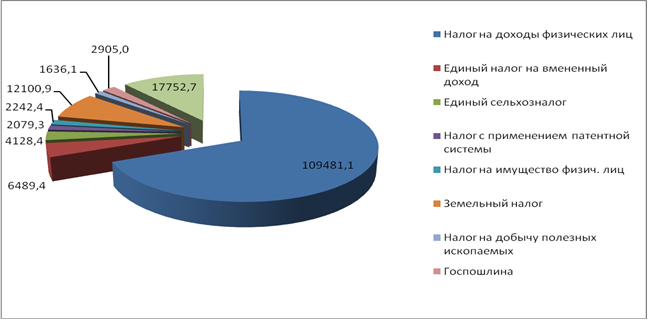 2905,0
1636,1
17752,7
12100,9
2242,4
2079,3
4128,4
6489,4
109481,1
Налог на доходы физических лиц
Единый налог на вмененный
доход
Единый сельхозналог
Налог с применением патентной
системы
Налог на имущество физич. лиц
Земельный налог
Налог на добычу полезных
ископаемых
Госпошлина